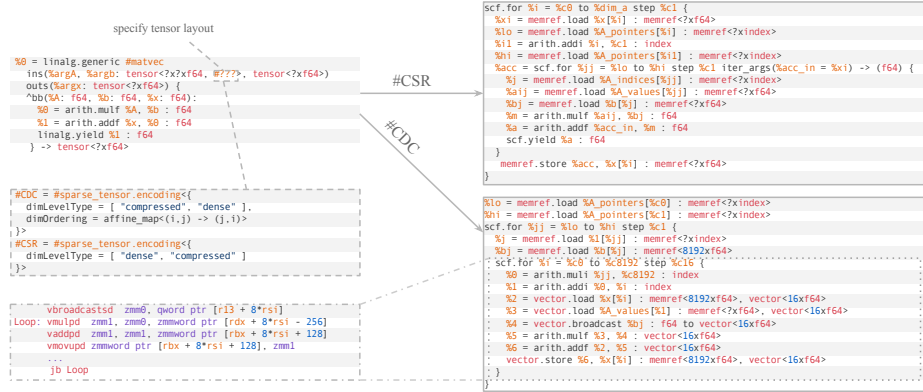 specify tensor layout
%0 = linalg.generic #matvec
ins(%argA, %argb: tensor<?x?xf64, #???>, tensor<?xf64>)
outs(%argx: tensor<?xf64>) {
^bb(%A: f64, %b: f64, %x: f64):
%0 = arith.mulf %A, %b : f64
%1 = arith.addf %x, %0 : f64
linalg.yield %1 : f64
} -> tensor<?xf64>
#CDC = #sparse_tensor.encoding<{
dimLevelType = [ "compressed", "dense" ],
dimOrdering = affine_map<(i,j) -> (j,i)>
}>
#CSR = #sparse_tensor.encoding<{
dimLevelType = [ "dense", "compressed" ]
}>
vbroadcastsd zmm0, qword ptr [r13 + 8*rsi]
Loop: vmulpd zmm1, zmm0, zmmword ptr [rdx + 8*rsi - 256]
vaddpd zmm1, zmm1, zmmword ptr [rbx + 8*rsi + 128]
vmovupd zmmword ptr [rbx + 8*rsi + 128], zmm1
...
jb Loop
#CSR
#CDC
scf.for %i = %c0 to %dim_a step %c1 {
%xi = memref.load %x[%i] : memref<?xf64>
%lo = memref.load %A_pointers[%i] : memref<?xindex>
%i1 = arith.addi %i, %c1 : index
%hi = memref.load %A_pointers[%i1] : memref<?xindex>
%acc = scf.for %jj = %lo to %hi step %c1 iter_args(%acc_in = %xi) -> (f64) {
%j = memref.load %A_indices[%jj] : memref<?xindex>
%aij = memref.load %A_values[%jj] : memref<?xf64>
%bj = memref.load %b[%j] : memref<?xf64>
%m = arith.mulf %aij, %bj : f64
%a = arith.addf %acc_in, %m : f64
scf.yield %a : f64
}
memref.store %acc, %x[%i] : memref<?xf64>
}
%lo = memref.load %A_pointers[%c0] : memref<?xindex>
%hi = memref.load %A_pointers[%c1] : memref<?xindex>
scf.for %jj = %lo to %hi step %c1 {
%j = memref.load %1[%jj] : memref<?xindex>
%bj = memref.load %b[%j] : memref<8192xf64>
scf.for %i = %c0 to %c8192 step %c16 {
%0 = arith.muli %jj, %c8192 : index
%1 = arith.addi %0, %i : index
%2 = vector.load %x[%i] : memref<8192xf64>, vector<16xf64>
%3 = vector.load %A_values[%1] : memref<?xf64>, vector<16xf64>
%4 = vector.broadcast %bj : f64 to vector<16xf64>
%5 = arith.mulf %3, %4 : vector<16xf64>
%6 = arith.addf %2, %5 : vector<16xf64>
vector.store %6, %x[%i] : memref<8192xf64>, vector<16xf64>
}
}